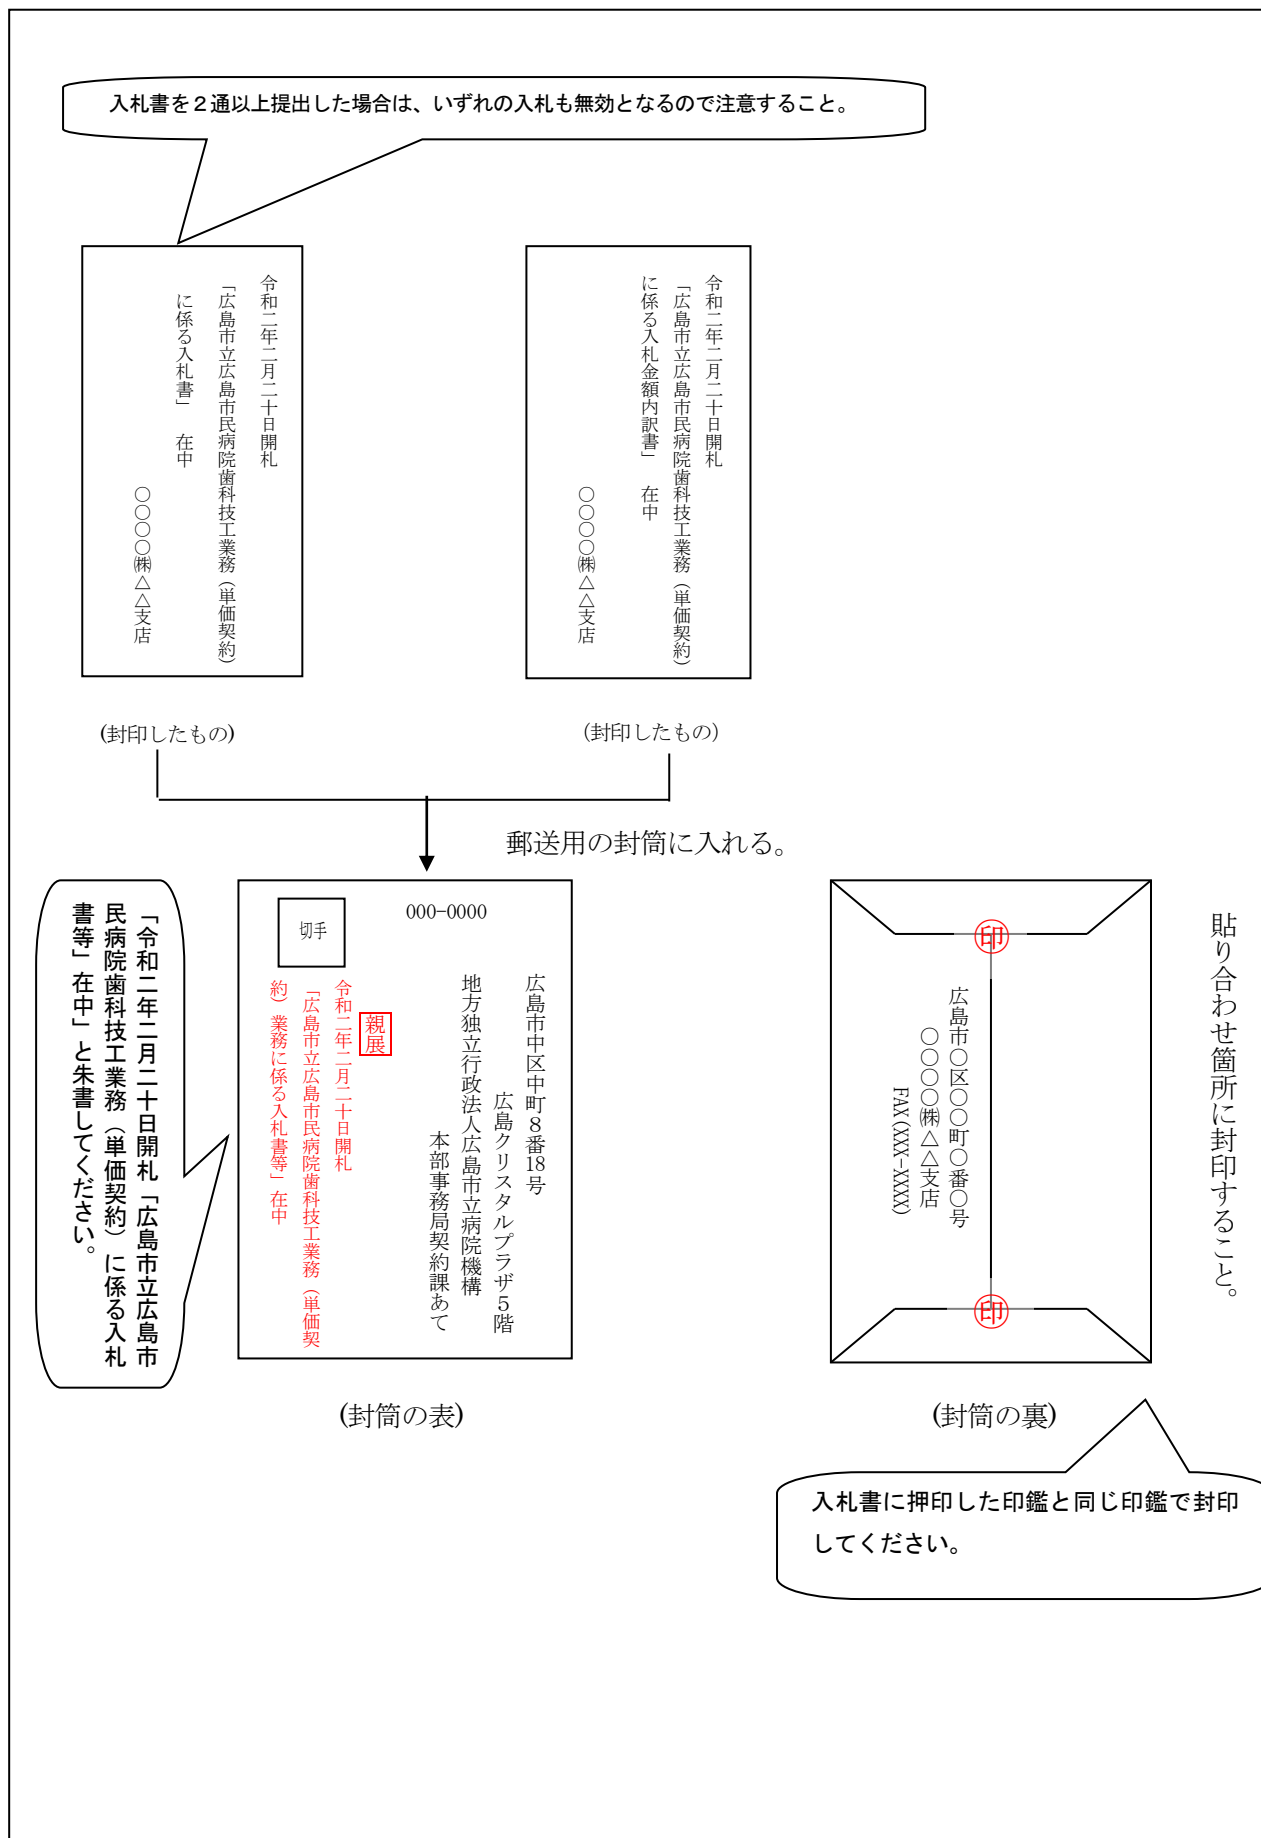 入札書を２通以上提出した場合は、いずれの入札も無効となるので注意すること。
令和二年二月二十日開札
「広島市立広島市民病院歯科技工業務（単価契約）
に係る入札書」　在中
〇〇〇〇㈱△△支店
令和二年二月二十日開札
「広島市立広島市民病院歯科技工業務（単価契約）
に係る入札金額内訳書」　在中
〇〇〇〇㈱△△支店
(封印したもの)
(封印したもの)
郵送用の封筒に入れる。
「令和二年二月二十日開札「広島市立広島市
民病院歯科技工業務（単価契約）に係る入札
書等」在中」と朱書してください。
切手
000-0000
広島市中区中町８番18号
広島クリスタルプラザ５階
地方独立行政法人広島市立病院機構
本部事務局契約課あて
親展
令和二年二月二十日開札
「広島市立広島市民病院歯科技工業務（単価契
約）業務に係る入札書等」在中
(封筒の表)
印
広島市〇区〇〇町〇番〇号
〇〇〇〇㈱△△支店
FAX(XXX-XXXX)
印
(封筒の裏)
貼り合わせ箇所に封印すること。
入札書に押印した印鑑と同じ印鑑で封印
してください。